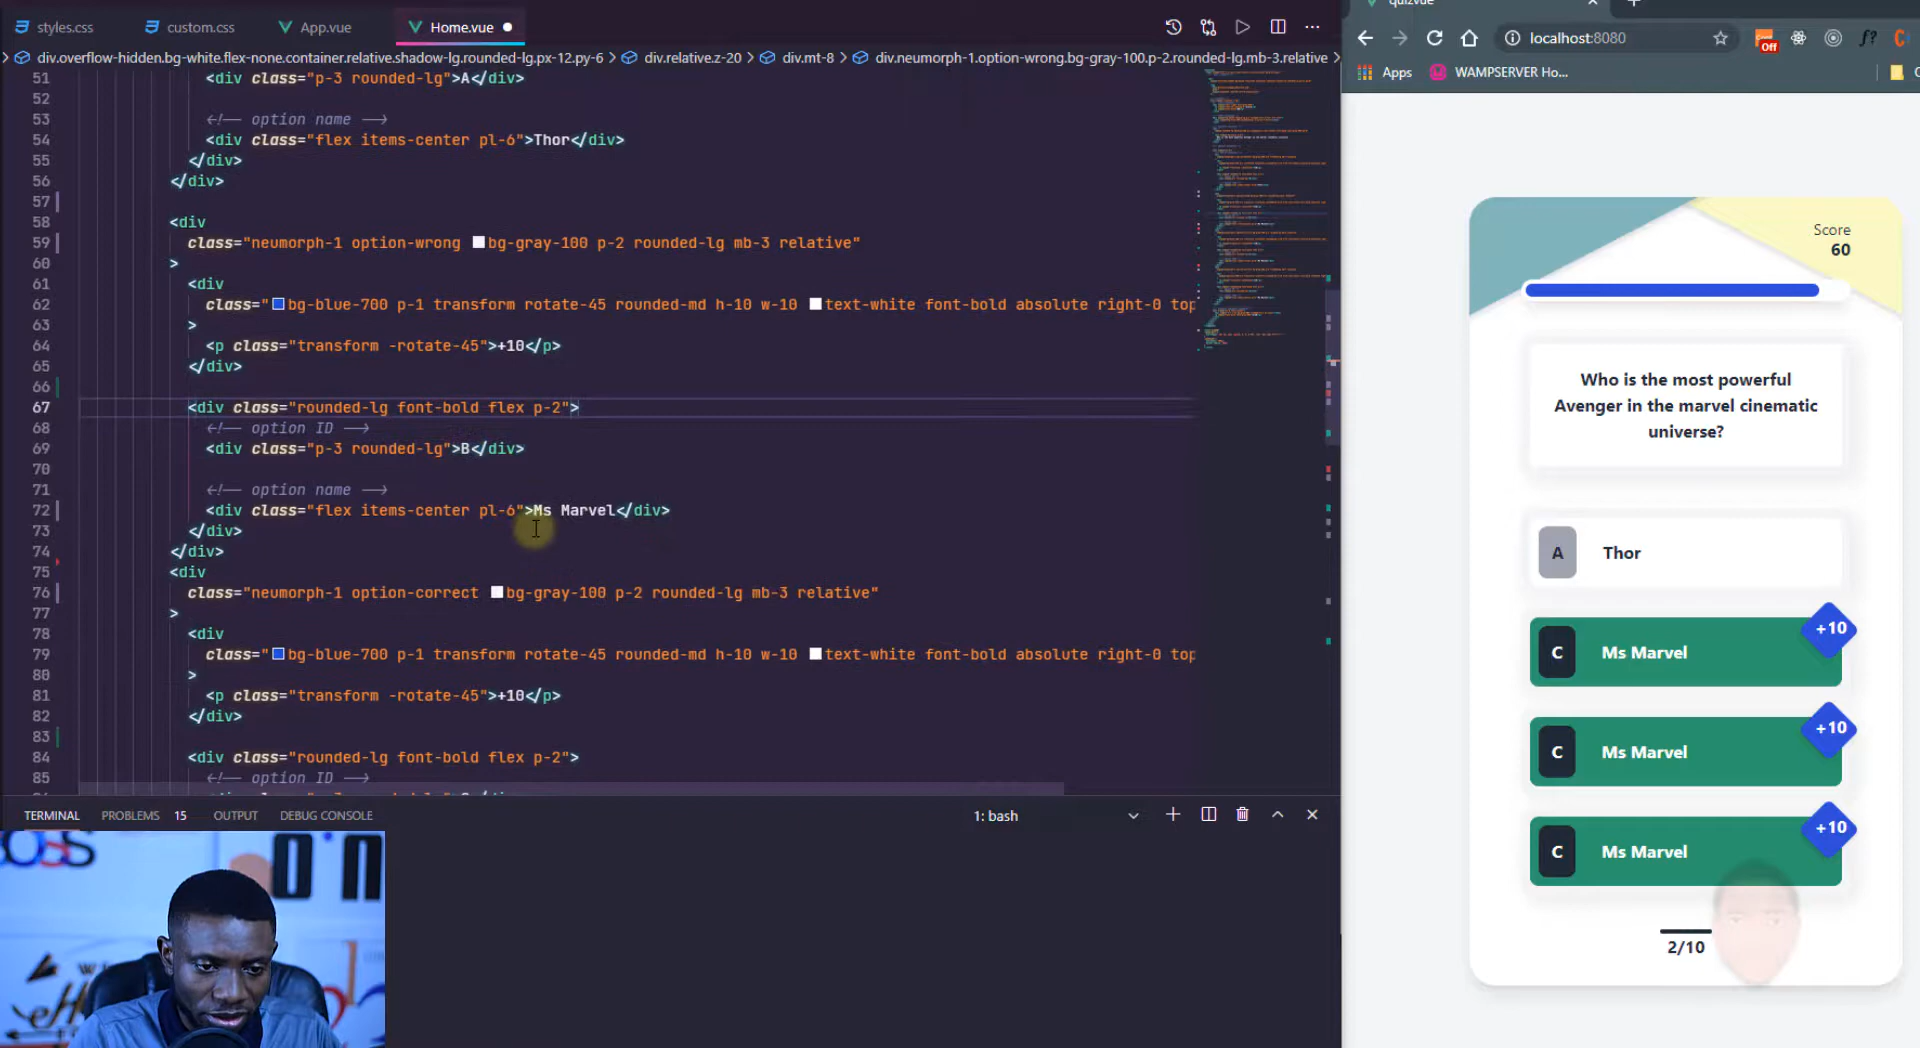 styles.css
custom.css
App.vue
Home.vue
div.overflow-hidden.bg-white.flex-none.container.relative.shadow-lg.rounded-lg.px-12.py-6 > div.relative.z-20 > div.mt-8 > div.neumorph-1.option-wrong.bg-gray-100.p-2.rounded-lg.mb-3.relative >
51 <div class="p-3 rounded-lg">A</div>
52
53 <!-- option name -->
54 <div class="flex items-center pl-6">Thor</div>
55 </div>
56 </div>
57
58 <div
59 class="neumorph-1 option-wrong bg-gray-100 p-2 rounded-lg mb-3 relative"
60 >
61 <div
62 class="bg-blue-700 p-1 transform rotate-45 rounded-md h-10 w-10 text-white font-bold absolute right-0 top
63 >
64 <p class="transform -rotate-45">+10</p>
65 </div>
66
67 <div class="rounded-lg font-bold flex p-2">
68 <!-- option ID -->
69 <div class="p-3 rounded-lg">B</div>
70
71 <!-- option name -->
72 <div class="flex items-center pl-6">Ms Marvel</div>
73 </div>
74 </div>
75 <div
76 class="neumorph-1 option-correct bg-gray-100 p-2 rounded-lg mb-3 relative"
77 >
78 <div
79 class="bg-blue-700 p-1 transform rotate-45 rounded-md h-10 w-10 text-white font-bold absolute right-0 top
80 >
81 <p class="transform -rotate-45">+10</p>
82 </div>
83
84 <div class="rounded-lg font-bold flex p-2">
85 <!-- option ID -->
TERMINAL PROBLEMS 15 OUTPUT DEBUG CONSOLE
1: bash
quizvue
localhost:8080
Off
Apps
WAMPSERVER Ho...
Score
60
Who is the most powerful
Avenger in the marvel cinematic
universe?
A Thor
C Ms Marvel +10
C Ms Marvel +10
C Ms Marvel +10
2/10